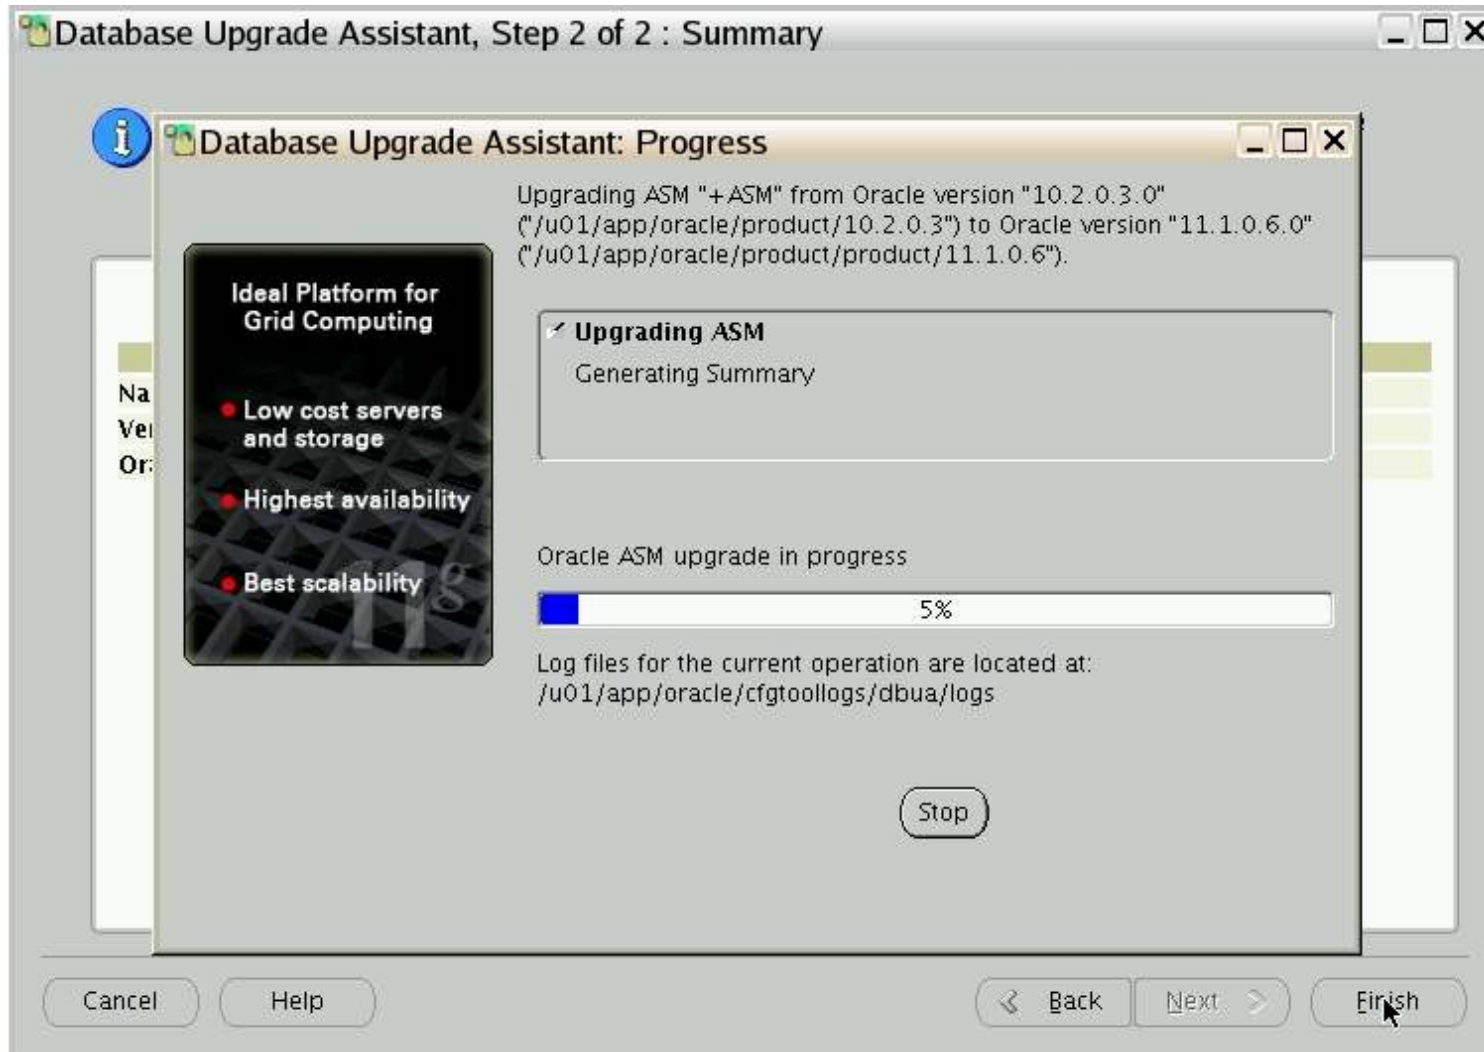 Database Upgrade Assistant, Step 2 of 2 : Summary
Database Upgrade Assistant: Progress
Upgrading ASM "+ASM" from Oracle version "10.2.0.3.0"
("/u01/app/oracle/product/10.2.0.3") to Oracle version "11.1.0.6.0"
("/u01/app/oracle/product/product/11.1.0.6").
Ideal Platform for
Grid Computing
Low cost servers
and storage
Highest availability
Best scalability
11g
Upgrading ASM
Generating Summary
Oracle ASM upgrade in progress
5%
Log files for the current operation are located at:
/u01/app/oracle/cfgtoollogs/dbua/logs
Stop
Na
Ver
Ora
Cancel
Help
Back
Next
Finish